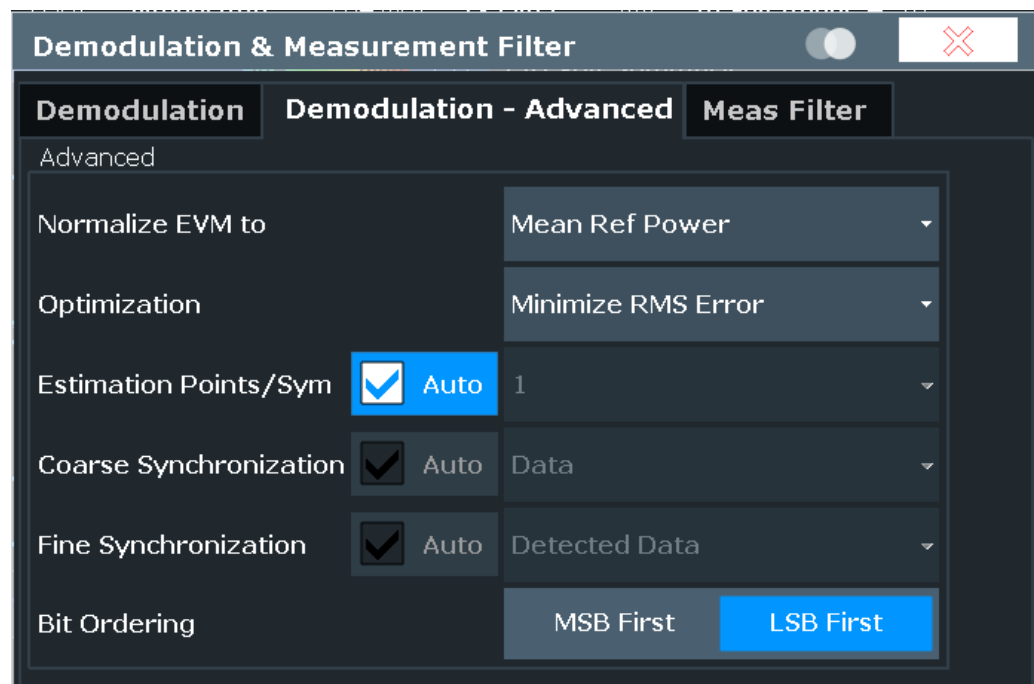 Demodulation & Measurement Filter
Demodulation Demodulation - Advanced Meas Filter
Advanced
Normalize EVM to Mean Ref Power
Optimization Minimize RMS Error
Estimation Points/Sym Auto 1
Coarse Synchronization Auto Data
Fine Synchronization Auto Detected Data
Bit Ordering MSB First LSB First